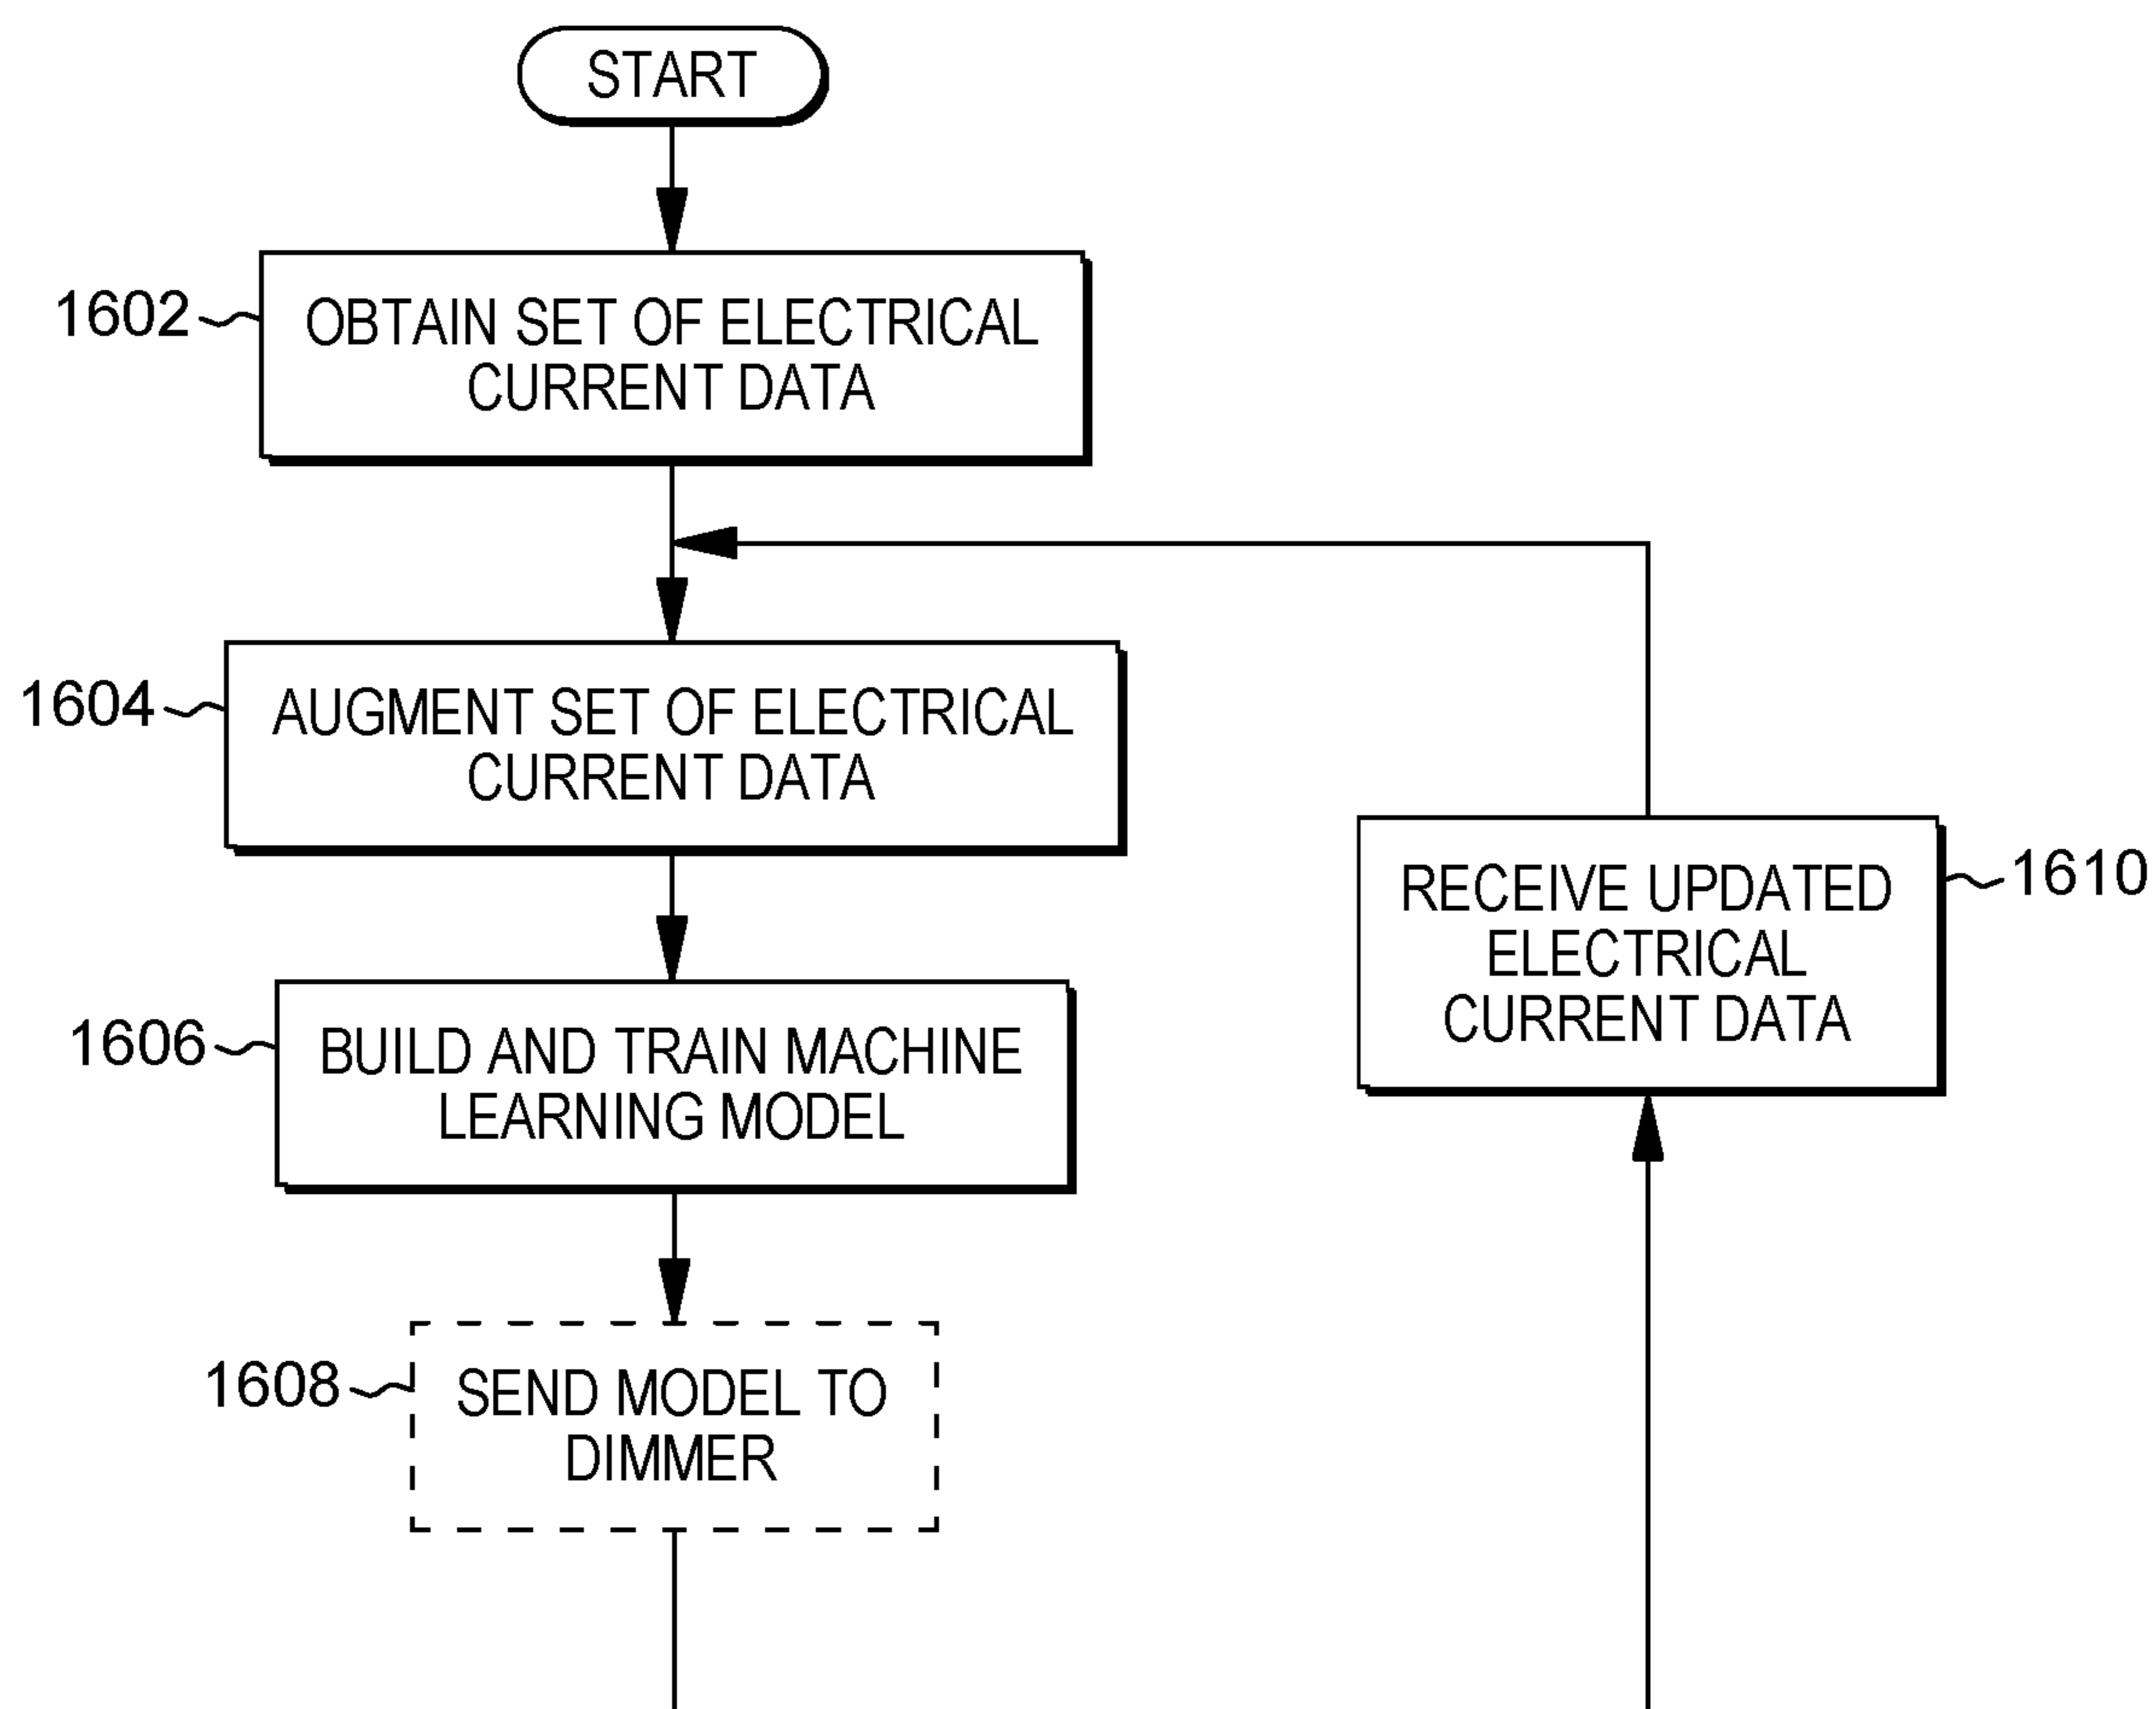 START
1602
OBTAIN SET OF ELECTRICAL
CURRENT DATA
1604
AUGMENT SET OF ELECTRICAL
CURRENT DATA
1606
BUILD AND TRAIN MACHINE
LEARNING MODEL
1608
SEND MODEL TO
DIMMER
RECEIVE UPDATED
ELECTRICAL
CURRENT DATA
1610